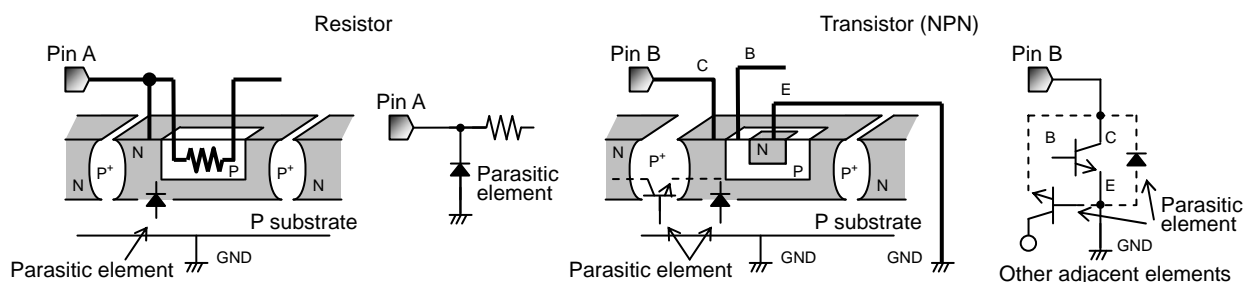 Resistor
Transistor (NPN)
Pin A
N
P+
N
P
P+
N
P substrate
GND
Parasitic element
Pin A
Parasitic
element
Pin B
C
B
E
N
P+
N
P
P+
N
P substrate
GND
GND
Parasitic element
Pin B
B
C
E
Parasitic
element
GND
Other adjacent elements